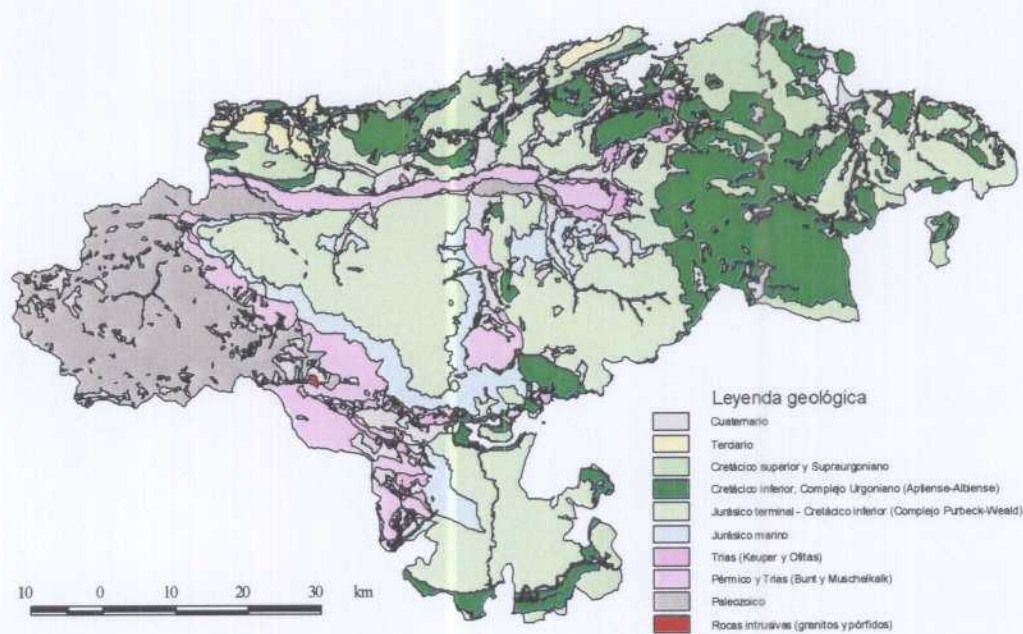 Leyenda geológica
Cuaternario
Terciario
Cretácico superior y Supraurgoniano
Cretácico inferior, Complejo Urgoniano (Aptiense-Albiense)
Jurásico terminal - Cretácico inferior (Complejo Purbeck-Weald)
Jurásico marino
Trias (Keuper y Ofitas)
Pérmico y Trias (Bunt y Muschelkalk)
Paleozoico
Rocas intrusivas (granitos y pórfidos)
10 0 10 20 30 km